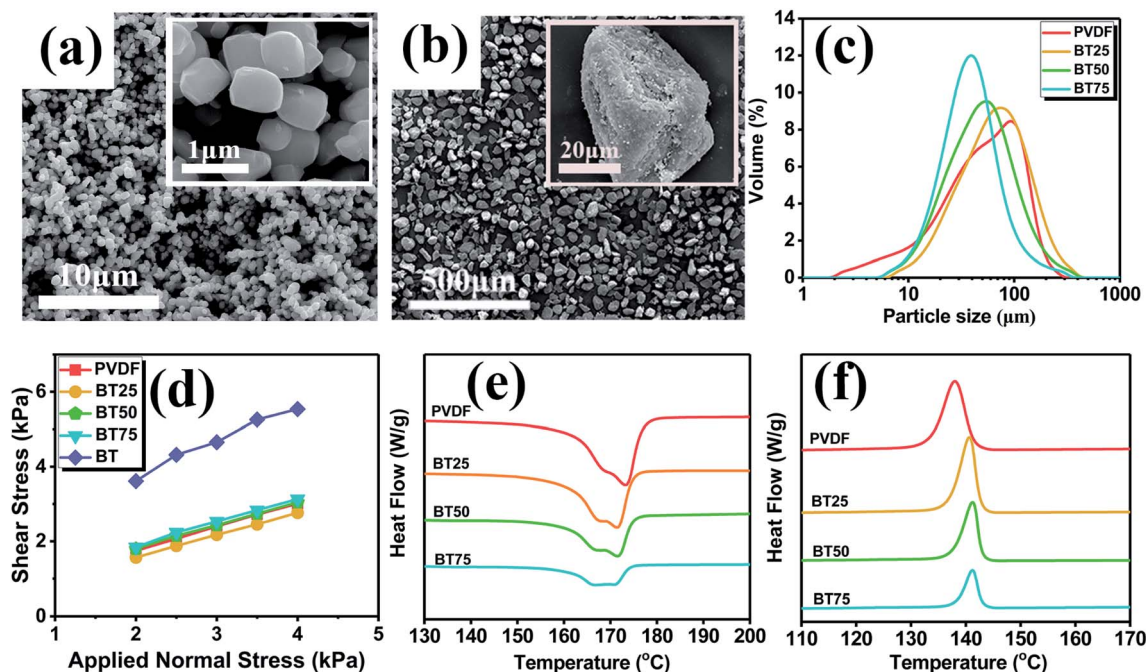 (a)
1μm
10μm
(b)
20μm
500μm
(c)
PVDF
BT25
BT50
BT75
14
12
10
8
6
4
2
0
Volume (%)
1
10
100
1000
Particle size (μm)
(d)
PVDF
BT25
BT50
BT75
BT
6
4
2
0
Shear Stress (kPa)
1
2
3
4
5
Applied Normal Stress (kPa)
(e)
PVDF
BT25
BT50
BT75
Heat Flow (W/g)
130 140 150 160 170 180 190 200
Temperature (°C)
(f)
PVDF
BT25
BT50
BT75
Heat Flow (W/g)
110 120 130 140 150 160 170
Temperature (°C)